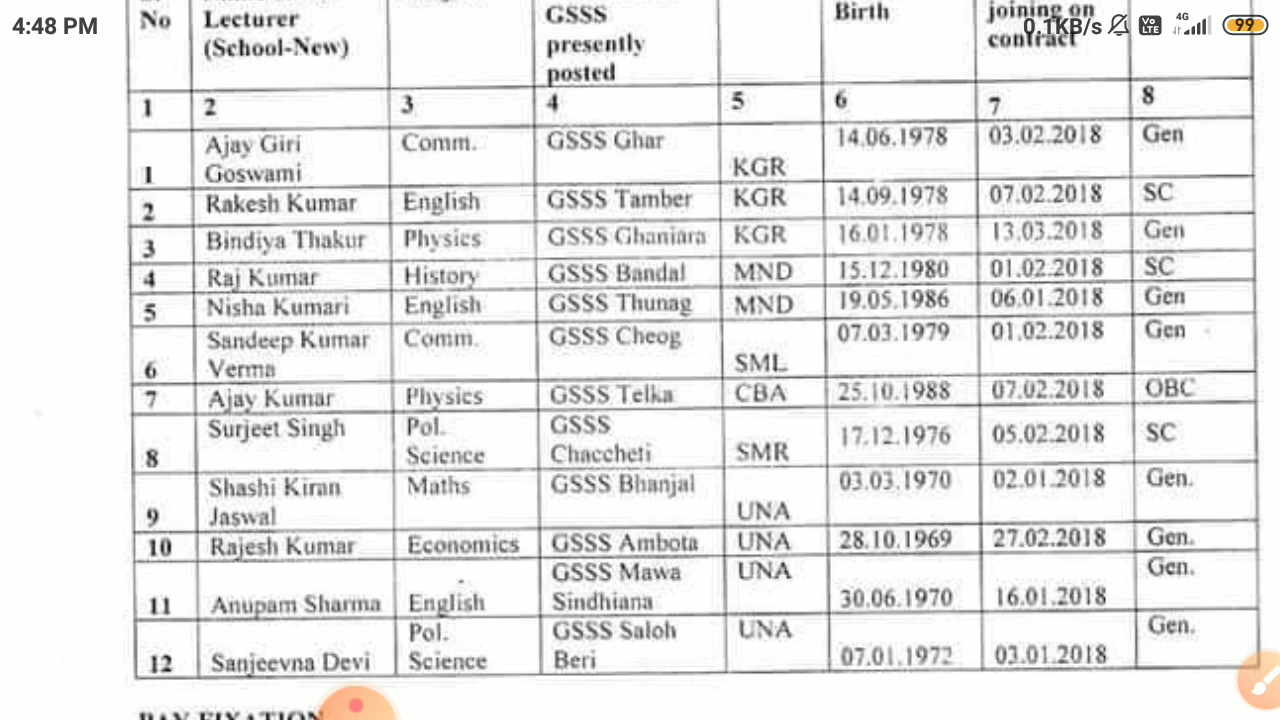 4:48 PM
0.1KB/s Vo LTE 4G 99
No Lecturer (School-New) GSSS presently posted Birth joining on contract
1 2 3 4 5 6 7 8
1 Ajay Giri Goswami Comm. GSSS Ghar KGR 14.06.1978 03.02.2018 Gen
2 Rakesh Kumar English GSSS Tamber KGR 14.09.1978 07.02.2018 SC
3 Bindiya Thakur Physics GSSS Ghaniara KGR 16.01.1978 13.03.2018 Gen
4 Raj Kumar History GSSS Bandal MND 15.12.1980 01.02.2018 SC
5 Nisha Kumari English GSSS Thunag MND 19.05.1986 06.01.2018 Gen
6 Sandeep Kumar Verma Comm. GSSS Cheog SML 07.03.1979 01.02.2018 Gen
7 Ajay Kumar Physics GSSS Telka CBA 25.10.1988 07.02.2018 OBC
8 Surjeet Singh Pol. Science GSSS Chaccheti SMR 17.12.1976 05.02.2018 SC
9 Shashi Kiran Jaswal Maths GSSS Bhanjal UNA 03.03.1970 02.01.2018 Gen.
10 Rajesh Kumar Economics GSSS Ambota UNA 28.10.1969 27.02.2018 Gen.
11 Anupam Sharma English GSSS Mawa Sindhiana UNA 30.06.1970 16.01.2018 Gen.
12 Sanjeevna Devi Pol. Science GSSS Saloh Beri UNA 07.01.1972 03.01.2018 Gen.
PAY FIXATION